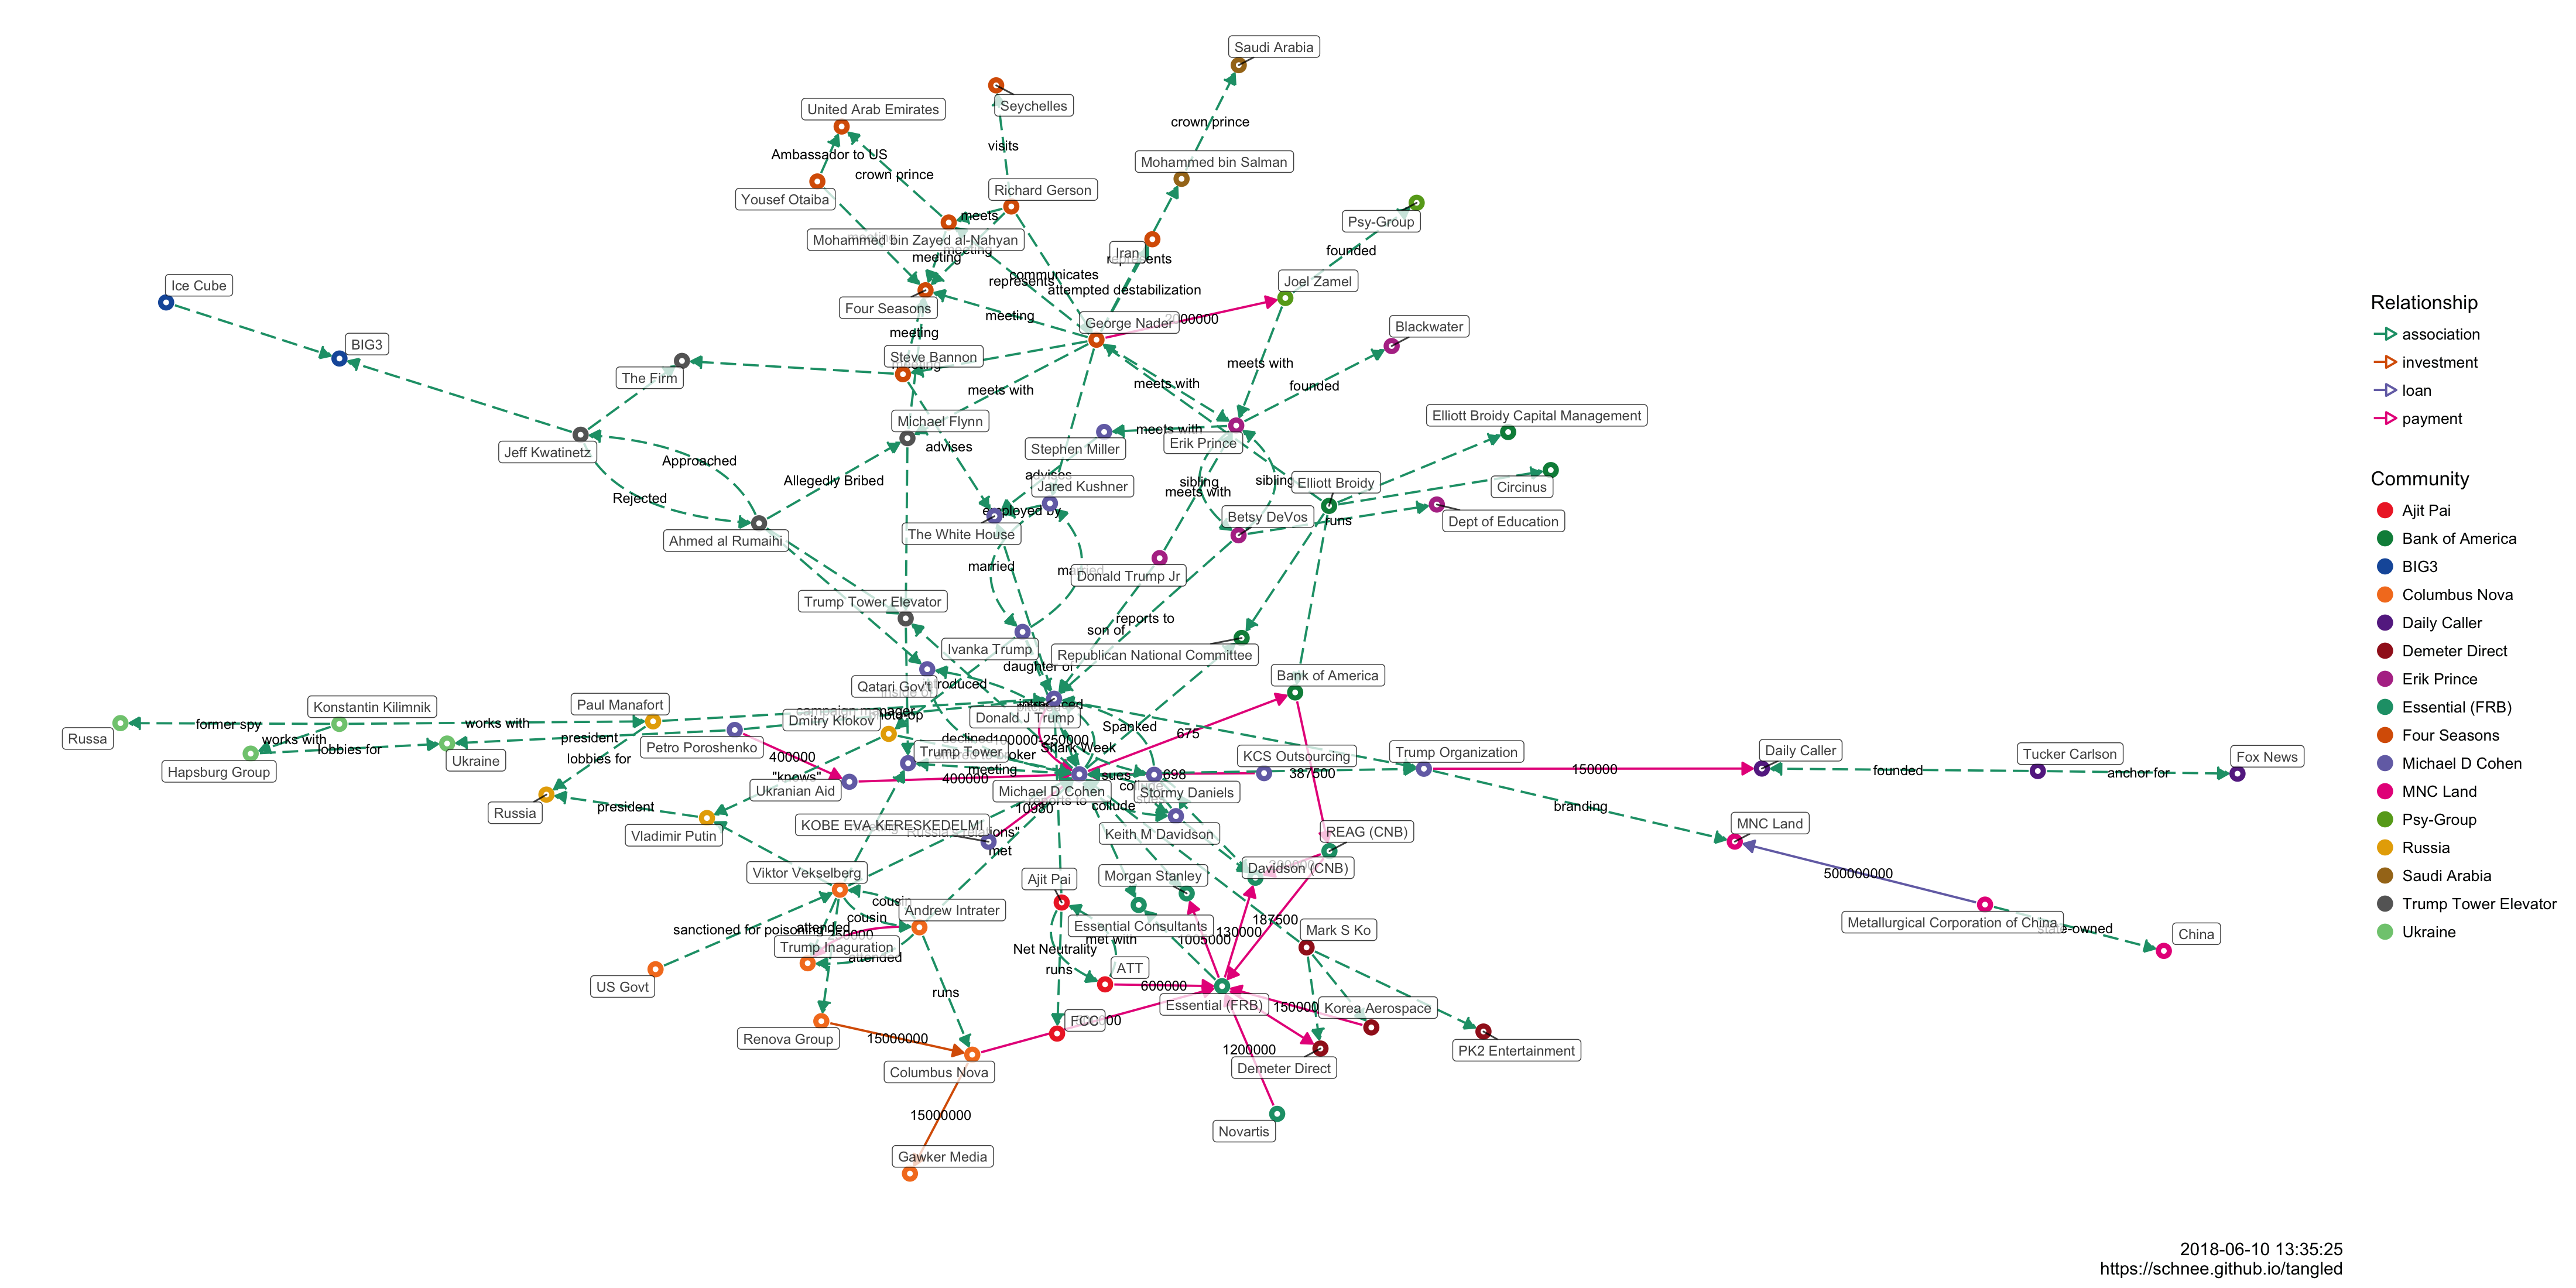 Saudi Arabia
Seychelles
United Arab Emirates
crown prince
visits
Ambassador to US
Mohammed bin Salman
crown prince
Richard Gerson
Yousef Otaiba
meets
Psy-Group
Mohammed bin Zayed al-Nahyan
meeting
meeting
meeting
Iran
represents
founded
communicates
represents
attempted destabilization
Joel Zamel
Ice Cube
Four Seasons
meeting
George Nader
2000000
Blackwater
meeting
BIG3
Steve Bannon
meeting
The Firm
meets with
meets with
meets with
founded
Michael Flynn
Elliott Broidy Capital Management
meets with
Erik Prince
Stephen Miller
advises
Jeff Kwatinetz
Approached
Allegedly Bribed
advises
Jared Kushner
sibling
sibling
meets with
Elliott Broidy
Circinus
Rejected
employed by
Betsy DeVos
runs
Dept of Education
The White House
Ahmed al Rumaihi
married
married
Donald Trump Jr
Trump Tower Elevator
reports to
son of
Ivanka Trump
Republican National Committee
daughter of
Bank of America
Qatari Gov't
introduced
Konstantin Kilimnik
Paul Manafort
campaign manager
Dmitry Klokov
photo op
Donald J Trump
Russa
former spy
works with
works with
lobbies for
president
Petro Poroshenko
declined
100000-250000
Shark Week
Spanked
675
Hapsburg Group
Ukraine
lobbies for
400000
Trump Tower
meeting
KCS Outsourcing
Trump Organization
Daily Caller
Tucker Carlson
Fox News
"knows"
Ukranian Aid
400000
sues
698
387500
150000
founded
anchor for
Michael D Cohen
Stormy Daniels
Russia
president
10980
collude
branding
Vladimir Putin
KOBE EVA KERESKEDELMI
Keith M Davidson
REAG (CNB)
MNC Land
met
Viktor Vekselberg
Ajit Pai
Morgan Stanley
Davidson (CNB)
500000000
cousin
cousin
Andrew Intrater
Essential Consultants
187500
Mark S Ko
Metallurgical Corporation of China
state-owned
China
sanctioned for poisoning
attended
Trump Inaguration
attended
met with
1005000
130000
Net Neutrality
runs
ATT
US Govt
600000
Essential (FRB)
150000
Korea Aerospace
runs
FCC
Renova Group
15000000
1200000
PK2 Entertainment
Columbus Nova
Demeter Direct
15000000
Novartis
Gawker Media
Relationship
association
investment
loan
payment
Community
Ajit Pai
Bank of America
BIG3
Columbus Nova
Daily Caller
Demeter Direct
Erik Prince
Essential (FRB)
Four Seasons
Michael D Cohen
MNC Land
Psy-Group
Russia
Saudi Arabia
Trump Tower Elevator
Ukraine
2018-06-10 13:35:25
https://schnee.github.io/tangled